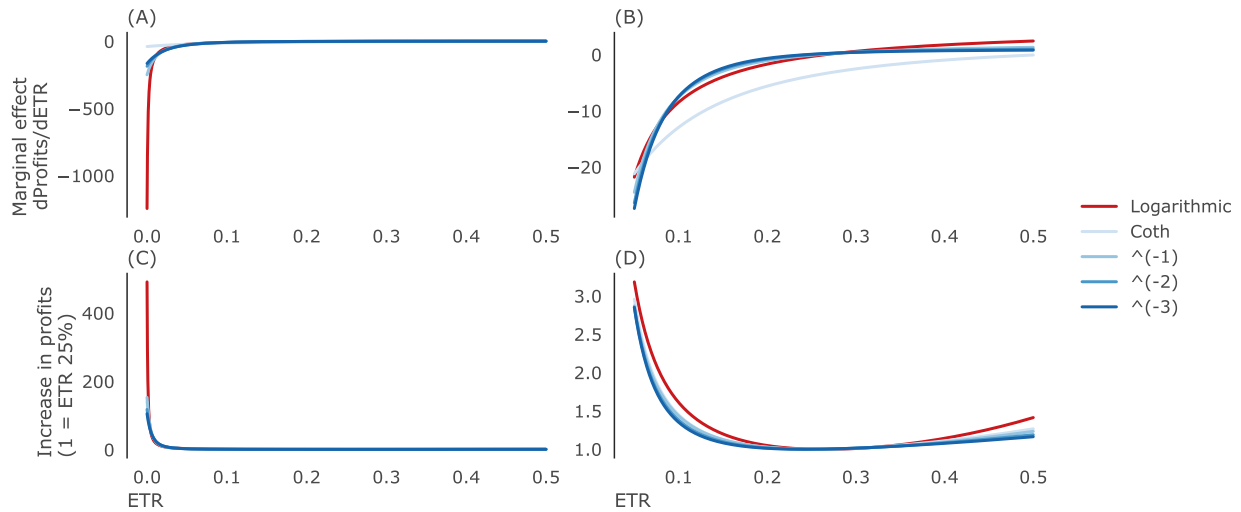 (A)
(B)
Marginal effect
dProfits/dETR
0
−500
−1000
0.0 0.1 0.2 0.3 0.4 0.5
0
−10
−20
0.1 0.2 0.3 0.4 0.5
Logarithmic
Coth
^(-1)
^(-2)
^(-3)
(C)
(D)
Increase in profits
(1 = ETR 25%)
400
200
0
0.0 0.1 0.2 0.3 0.4 0.5
ETR
3.0
2.5
2.0
1.5
1.0
0.1 0.2 0.3 0.4 0.5
ETR